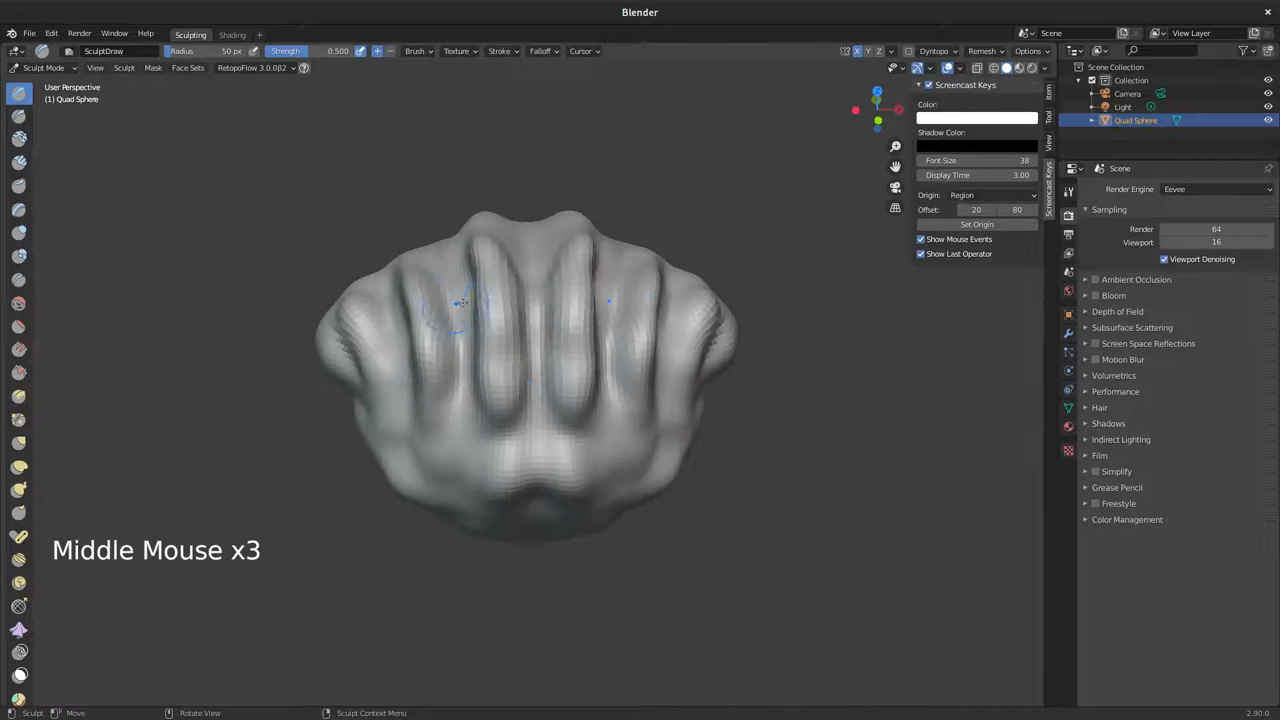 Blender
File Edit Render Window Help Sculpting Shading + Scene View Layer
SculptDraw Radius 50 px Strength 0.500 + − Brush Texture Stroke Falloff Cursor X Y Z Dyntopo Remesh Options
Sculpt Mode View Sculpt Mask Face Sets RetopoFlow 3.0.0β2 ?
User Perspective
(1) Quad Sphere
Screencast Keys
Color:
Shadow Color:
Font Size 38
Display Time 3.00
Origin: Region
Offset: 20 80
Set Origin
Show Mouse Events
Show Last Operator
Item
Tool
View
Screencast Keys
Scene Collection
Collection
Camera
Light
Quad Sphere
Scene
Render Engine Eevee
Sampling
Render 64
Viewport 16
Viewport Denoising
Ambient Occlusion
Bloom
Depth of Field
Subsurface Scattering
Screen Space Reflections
Motion Blur
Volumetrics
Performance
Hair
Shadows
Indirect Lighting
Film
Simplify
Grease Pencil
Freestyle
Color Management
Middle Mouse x3
Sculpt Move Rotate View Sculpt Context Menu 2.90.0